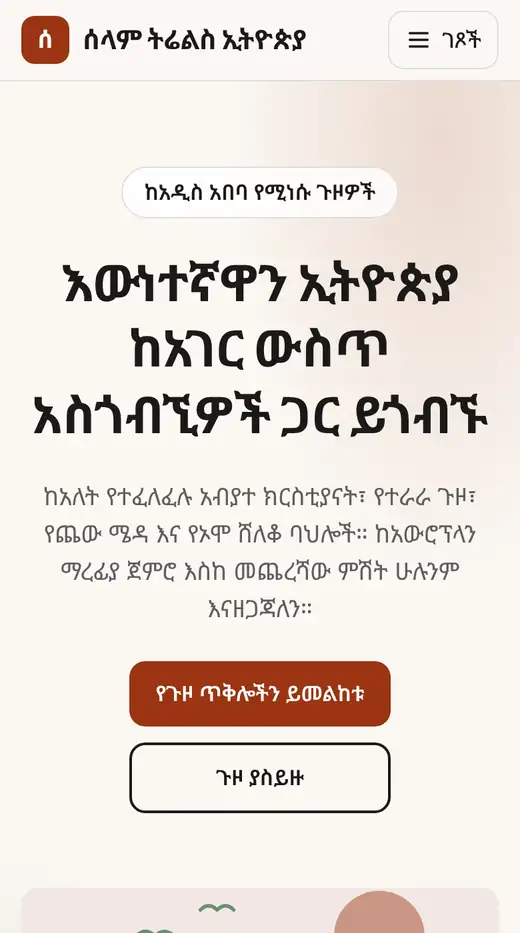 ሰ
ሰላም ትሬልስ ኢትዮጵያ
ገጾች
ከአዲስ አበባ የሚነሱ ጉዞዎች
እውነተኛዋን ኢትዮጵያ
ከአገር ውስጥ
አስጎብኚዎች ጋር ይጎብኙ
ከአለት የተፈለፈሉ አብያተ ክርስቲያናት፣ የተራራ ጉዞ፣
የጨው ሜዳ እና የኦሞ ሸለቆ ባህሎች። ከአውሮፕላን
ማረፊያ ጀምሮ እስከ መጨረሻው ምሽት ሁሉንም
እናዘጋጃለን።
የጉዞ ጥቅሎችን ይመልከቱ
ጉዞ ያስይዙ